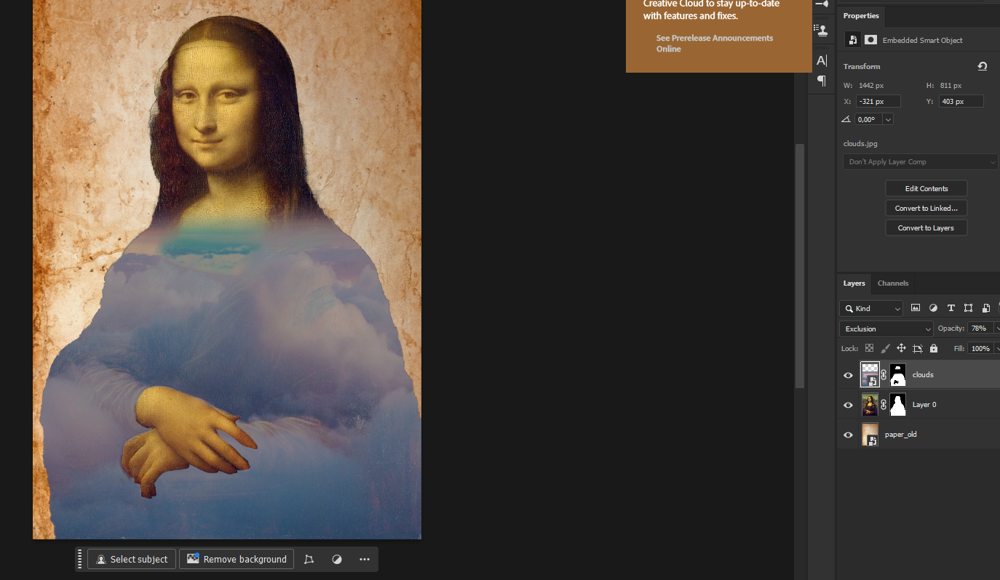 Creative Cloud to stay up-to-date
with features and fixes.
See Prerelease Announcements
Online
A
Properties
Embedded Smart Object
Transform
W: 1442 px H: 811 px
X: -321 px Y: 403 px
0,00°
clouds.jpg
Don't Apply Layer Comp
Edit Contents
Convert to Linked...
Convert to Layers
Layers Channels
Kind
Exclusion Opacity: 78%
Lock: Fill: 100%
clouds
Layer 0
paper_old
Select subject Remove background